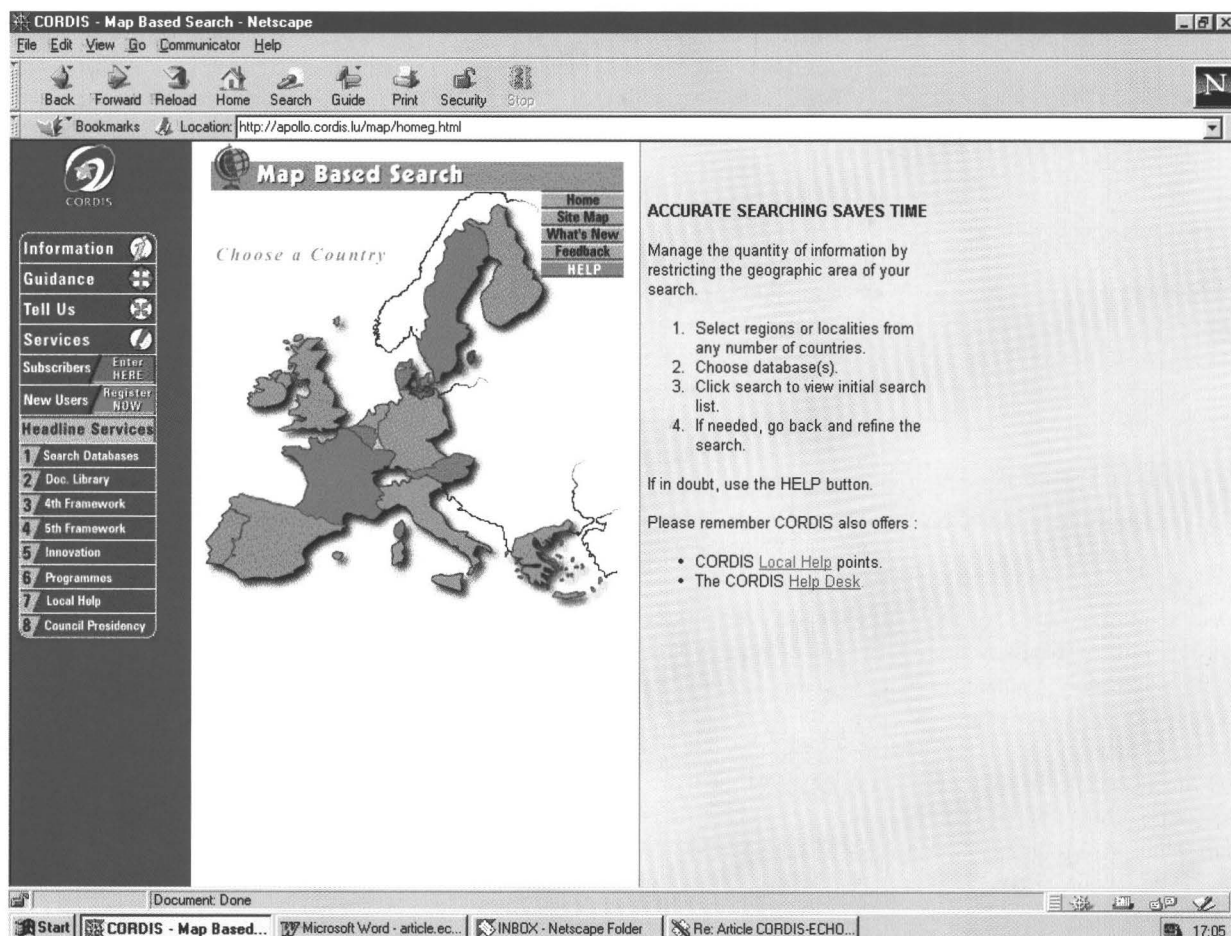 CORDIS - Map Based Search - Netscape
File Edit View Go Communicator Help
Back Forward Reload Home Search Guide Print Security Stop
N
Bookmarks Location: http://apollo.cordis.lu/map/homeg.html
CORDIS
Information
Guidance
Tell Us
Services
Subscribers Enter HERE
New Users Register NOW
Headline Services
1 Search Databases
2 Doc. Library
3 4th Framework
4 5th Framework
5 Innovation
6 Programmes
7 Local Help
8 Council Presidency
Map Based Search
Home
Site Map
What's New
Feedback
HELP
Choose a Country
ACCURATE SEARCHING SAVES TIME
Manage the quantity of information by
restricting the geographic area of your
search.
1. Select regions or localities from
any number of countries.
2. Choose database(s).
3. Click search to view initial search
list.
4. If needed, go back and refine the
search.
If in doubt, use the HELP button.
Please remember CORDIS also offers :
• CORDIS Local Help points.
• The CORDIS Help Desk
Document: Done
Start CORDIS - Map Based... Microsoft Word - article.ec... INBOX - Netscape Folder Re: Article CORDIS-ECHO... 17:05